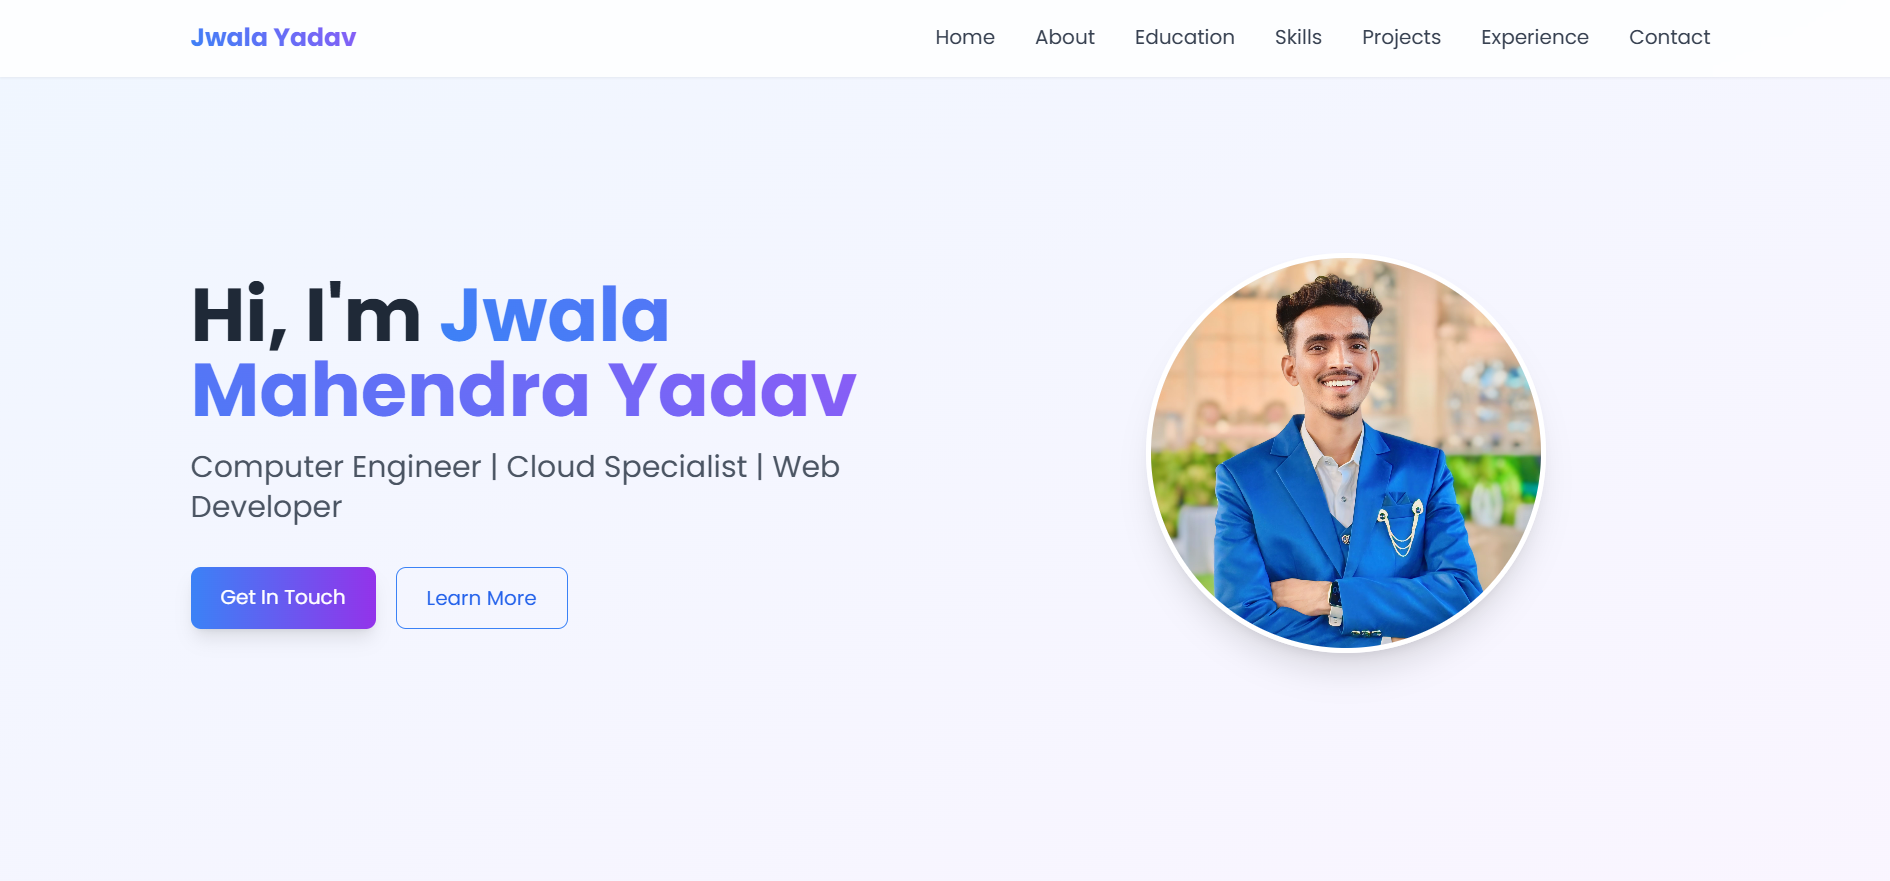 Jwala Yadav
Home About Education Skills Projects Experience Contact
Hi, I'm Jwala
Mahendra Yadav
Computer Engineer | Cloud Specialist | Web
Developer
Get In Touch
Learn More